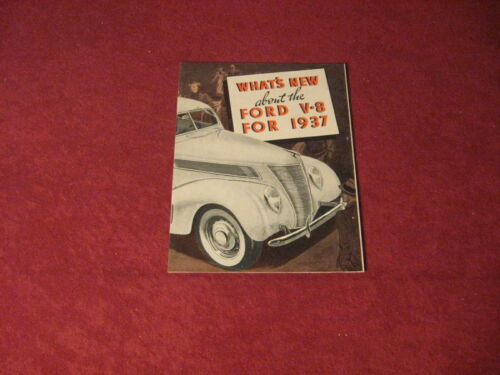 WHAT'S NEW
about the
FORD V-8
FOR 1937